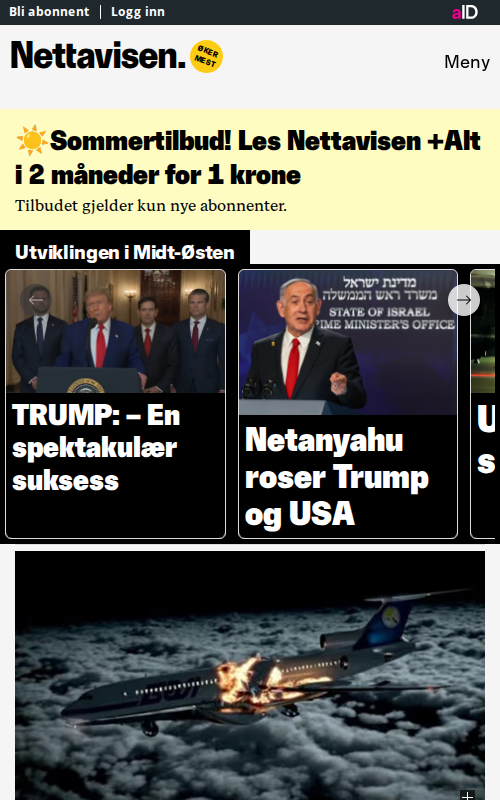 Bli abonnent
Logg inn
aID
Nettavisen.
ØKER
MEST
Meny
☀️Sommertilbud! Les Nettavisen +Alt
i 2 måneder for 1 krone
Tilbudet gjelder kun nye abonnenter.
Utviklingen i Midt-Østen
TRUMP: – En
spektakulær
suksess
מדינת ישראל
משרד ראש הממשלה
STATE OF ISRAEL
IME MINISTER'S OFFICE
Netanyahu
roser Trump
og USA
U
s